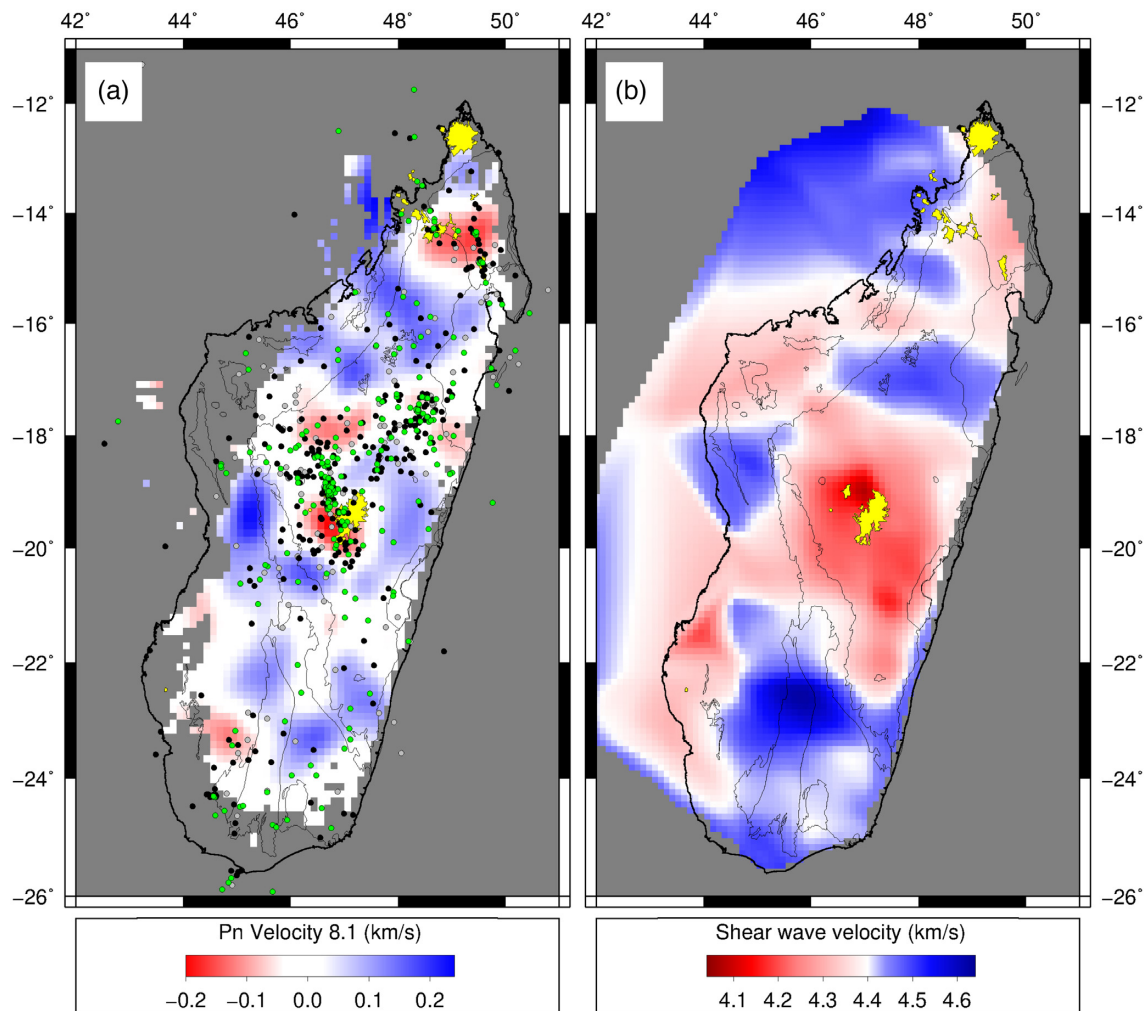 42° 44° 46° 48° 50° 42° 44° 46° 48° 50°
(a) (b)
−12° −12°
−14° −14°
−16° −16°
−18° −18°
−20° −20°
−22° −22°
−24° −24°
−26° −26°
Pn Velocity 8.1 (km/s) Shear wave velocity (km/s)
−0.2 −0.1 0.0 0.1 0.2 4.1 4.2 4.3 4.4 4.5 4.6